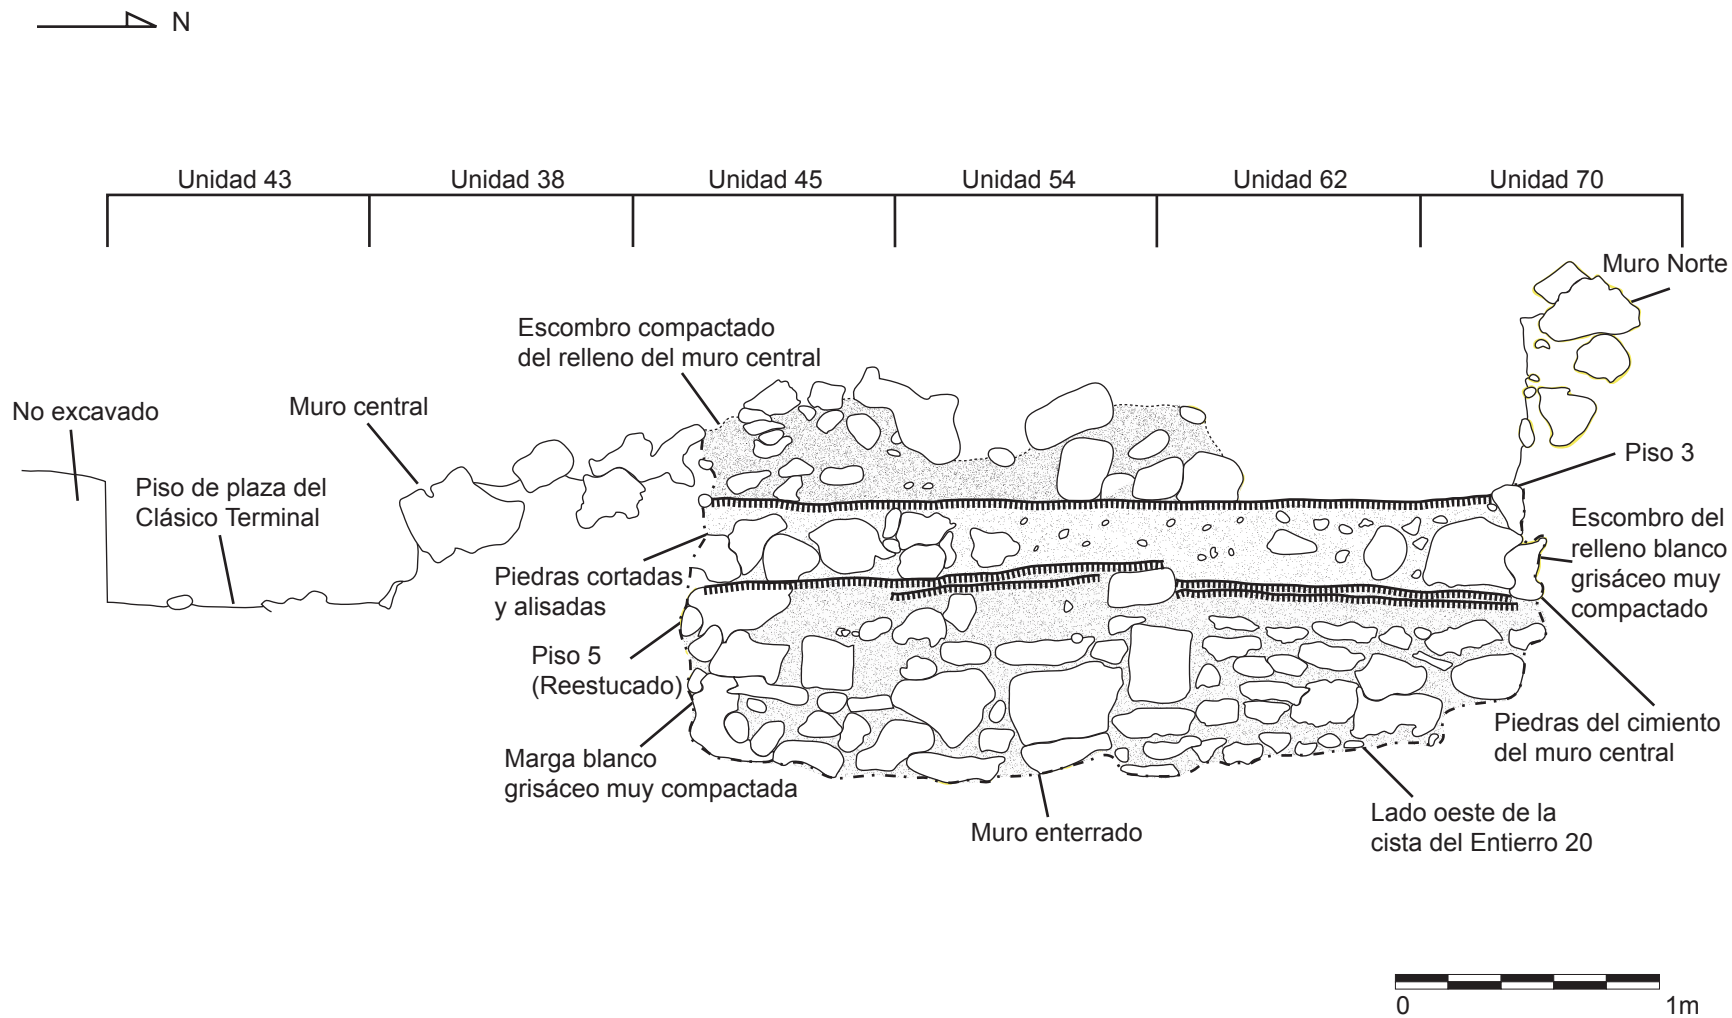 N
Unidad 43
Unidad 38
Unidad 45
Unidad 54
Unidad 62
Unidad 70
Muro Norte
Escombro compactado
del relleno del muro central
No excavado
Muro central
Piso de plaza del
Clásico Terminal
Piso 3
Escombro del
relleno blanco
grisáceo muy
compactado
Piedras cortadas
y alisadas
Piso 5
(Reestucado)
Marga blanco
grisáceo muy compactada
Piedras del cimiento
del muro central
Muro enterrado
Lado oeste de la
cista del Entierro 20
0
1m